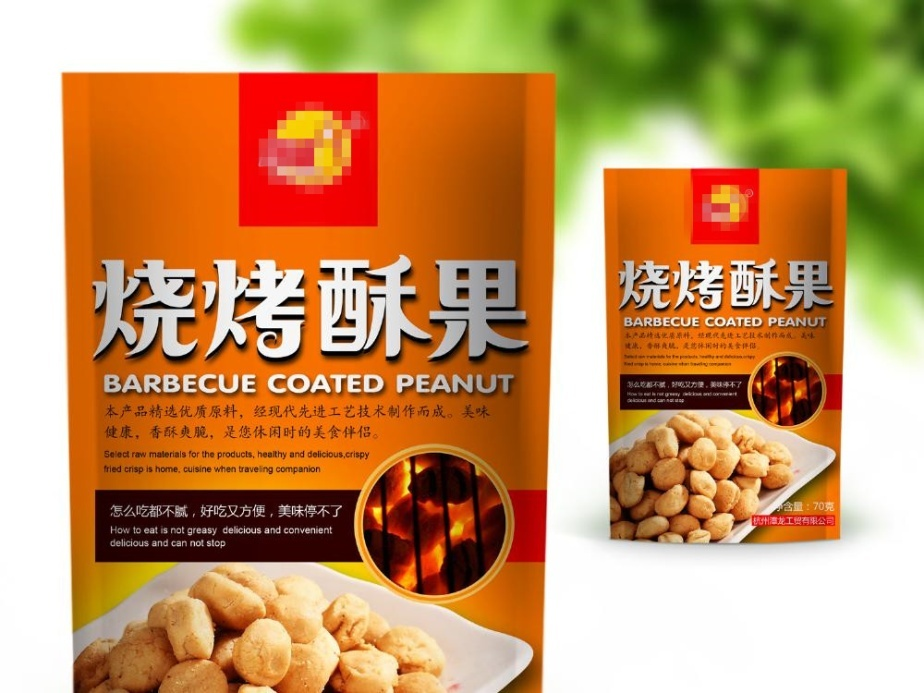 烧烤酥果
BARBECUE COATED PEANUT
本产品精选优质原料，经现代先进工艺技术制作而成。美味
健康，香酥爽脆，是您休闲时的美食伴侣。
Select raw materials for the products, healthy and delicious,crispy
fried crisp is home, cuisine when traveling companion
怎么吃都不腻，好吃又方便，美味停不了
How to eat is not greasy delicious and convenient
delicious and can not stop
烧烤酥果
BARBECUE COATED PEANUT
本产品精选优质原料，经现代先进工艺技术制作而成。美味
健康，香酥爽脆，是您休闲时的美食伴侣。
Select raw materials for the products, healthy and delicious,crispy
fried crisp is home, cuisine when traveling companion
怎么吃都不腻，好吃又方便，美味停不了
How to eat is not greasy delicious and convenient
delicious and can not stop
净含量：70克
杭州澳龙工贸有限公司